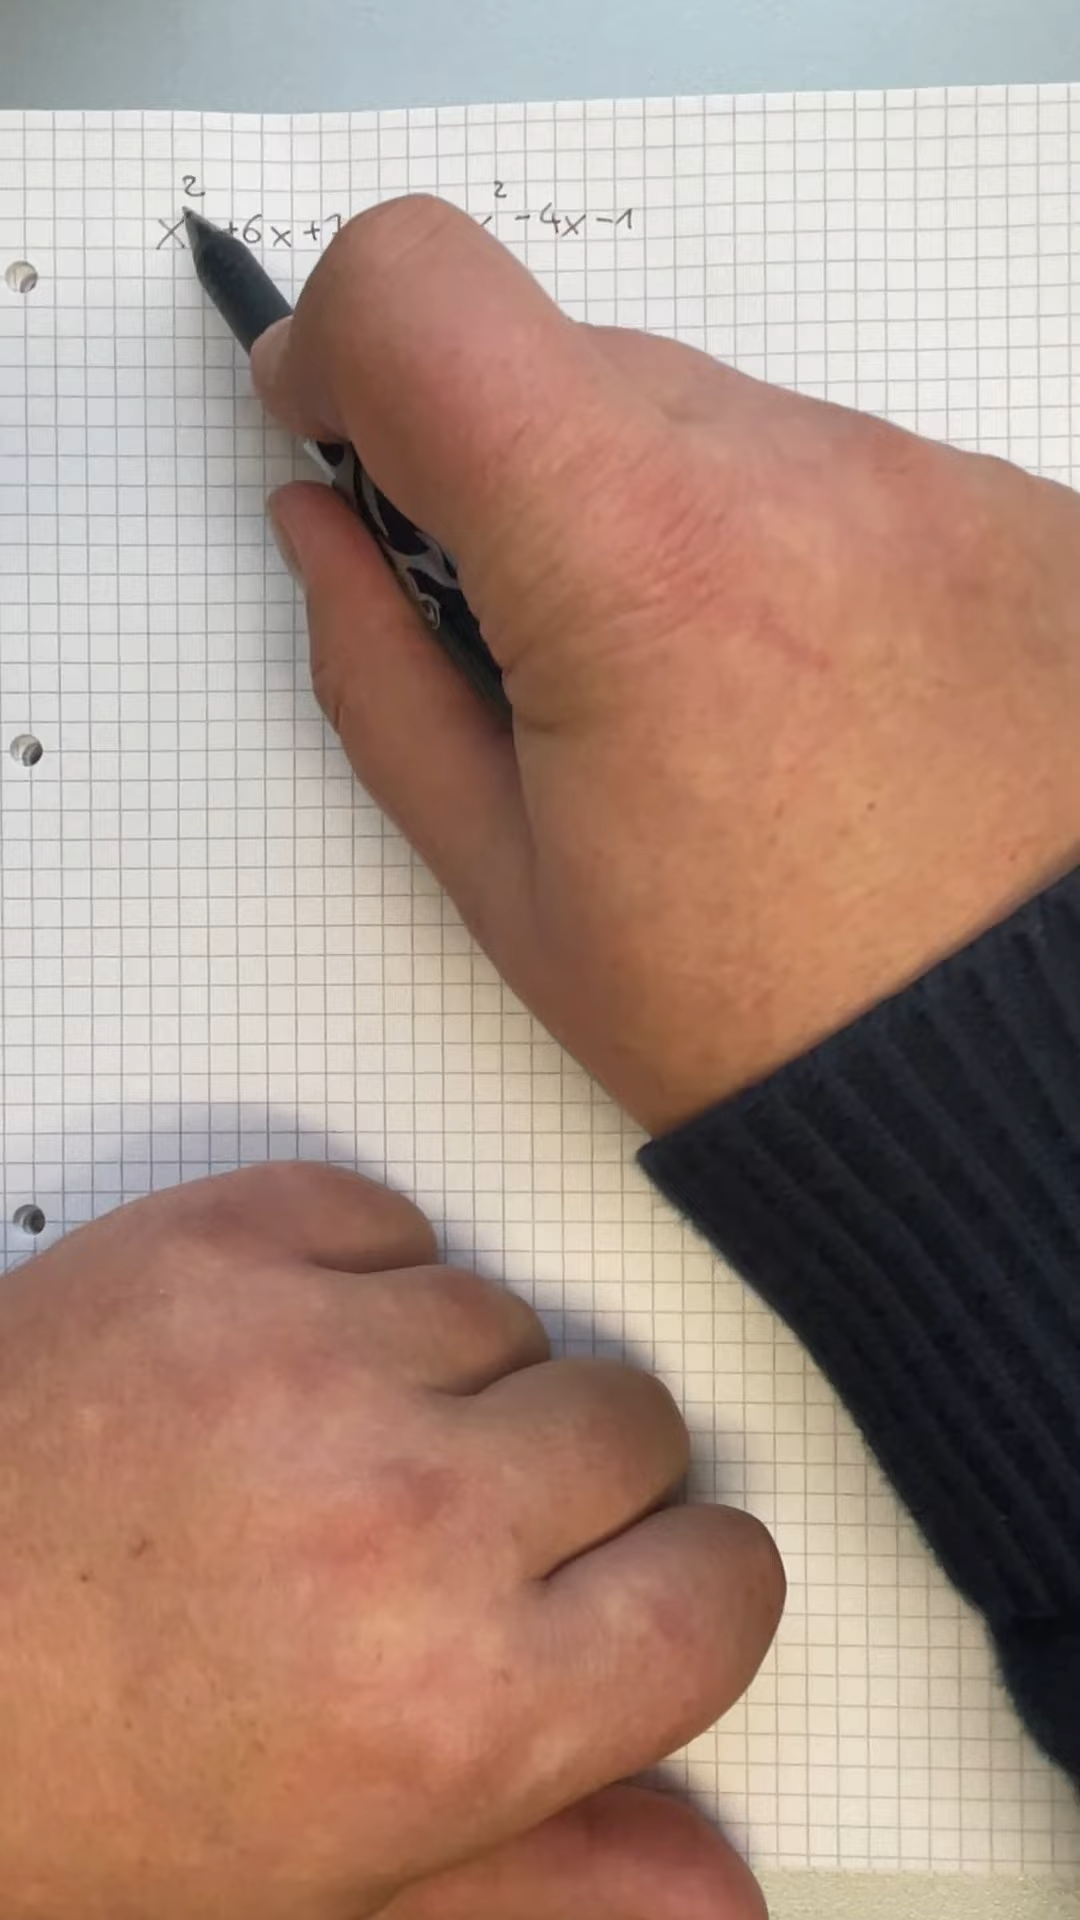 x² +6x +7 x² -4x -1